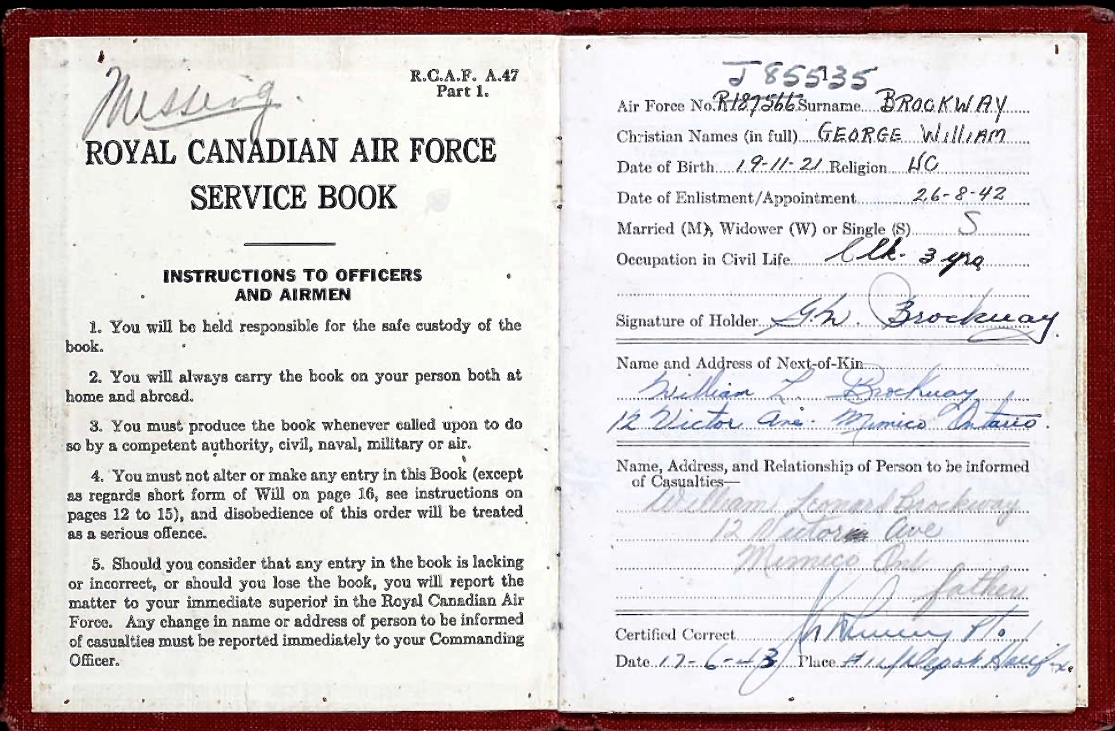 Missing.
R.C.A.F. A.47
Part 1.
ROYAL CANADIAN AIR FORCE
SERVICE BOOK
INSTRUCTIONS TO OFFICERS
AND AIRMEN
1. You will be held responsible for the safe custody of the
book.
2. You will always carry the book on your person both at
home and abroad.
3. You must produce the book whenever called upon to do
so by a competent authority, civil, naval, military or air.
4. You must not alter or make any entry in this Book (except
as regards short form of Will on page 16, see instructions on
pages 12 to 15), and disobedience of this order will be treated
as a serious offence.
5. Should you consider that any entry in the book is lacking
or incorrect, or should you lose the book, you will report the
matter to your immediate superior in the Royal Canadian Air
Force. Any change in name or address of person to be informed
of casualties must be reported immediately to your Commanding
Officer.
1
J 85535
Air Force No. R187566 Surname BROCKWAY
Christian Names (in full) GEORGE WILLIAM
Date of Birth 19-11-21 Religion UC
Date of Enlistment/Appointment 26-8-42
Married (M), Widower (W) or Single (S) S
Occupation in Civil Life Clk. 3 yrs
Signature of Holder G.W. Brockway
Name and Address of Next-of-Kin
William L. Brockway
12 Victor Ave. Mimico Ontario.
Name, Address, and Relationship of Person to be informed
of Casualties—
William Leonard Brockway
12 Victor Ave
Mimico Ont
father
Certified Correct
Date 17-6-43 Place Depot Halifax